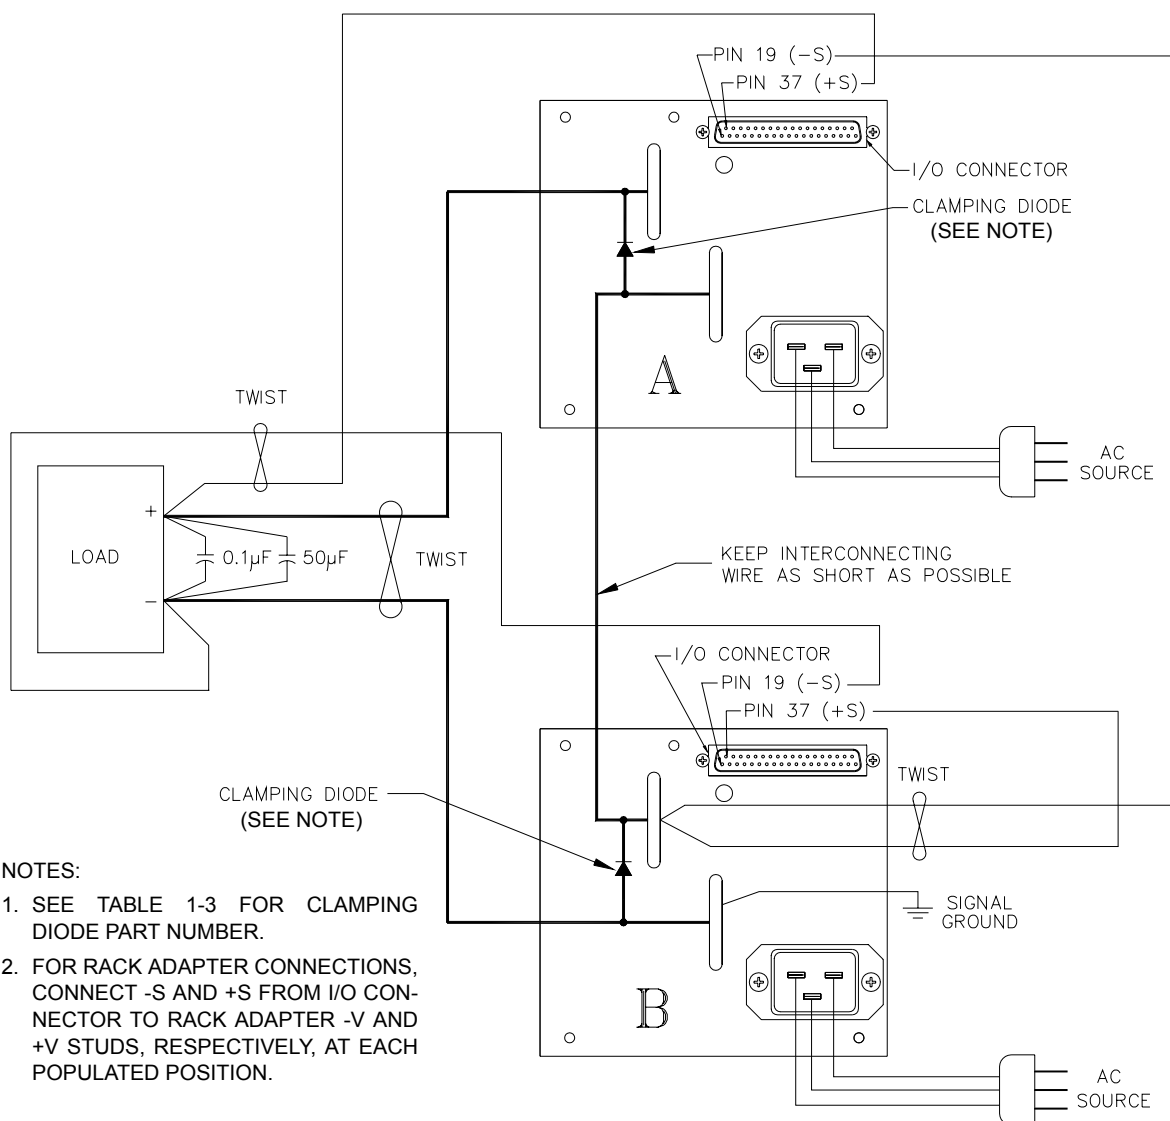 PIN 19 (−S)
PIN 37 (+S)
I/O CONNECTOR
CLAMPING DIODE
(SEE NOTE)
A
TWIST
AC
SOURCE
+
LOAD
0.1µF
50µF
TWIST
−
KEEP INTERCONNECTING
WIRE AS SHORT AS POSSIBLE
I/O CONNECTOR
PIN 19 (−S)
PIN 37 (+S)
TWIST
CLAMPING DIODE
(SEE NOTE)
SIGNAL
GROUND
B
AC
SOURCE
NOTES:
1. SEE TABLE 1-3 FOR CLAMPING
DIODE PART NUMBER.
2. FOR RACK ADAPTER CONNECTIONS,
CONNECT -S AND +S FROM I/O CON-
NECTOR TO RACK ADAPTER -V AND
+V STUDS, RESPECTIVELY, AT EACH
POPULATED POSITION.